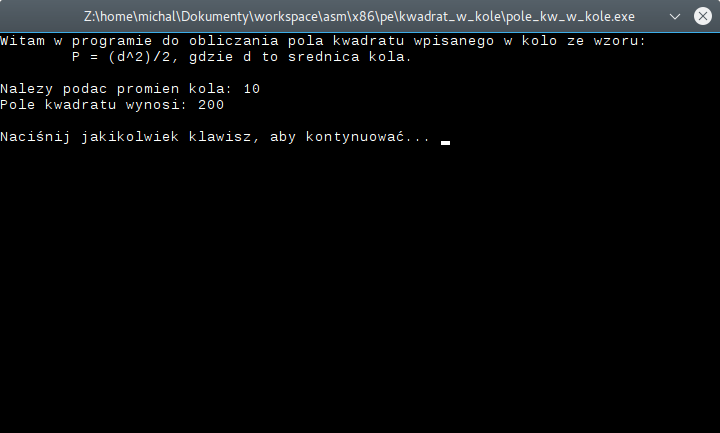 Z:\home\michal\Dokumenty\workspace\asm\x86\pe\kwadrat_w_kole\pole_kw_w_kole.exe
Witam w programie do obliczania pola kwadratu wpisanego w kolo ze wzoru:
P = (d^2)/2, gdzie d to srednica kola.
Nalezy podac promien kola: 10
Pole kwadratu wynosi: 200
Naciśnij jakikolwiek klawisz, aby kontynuować...